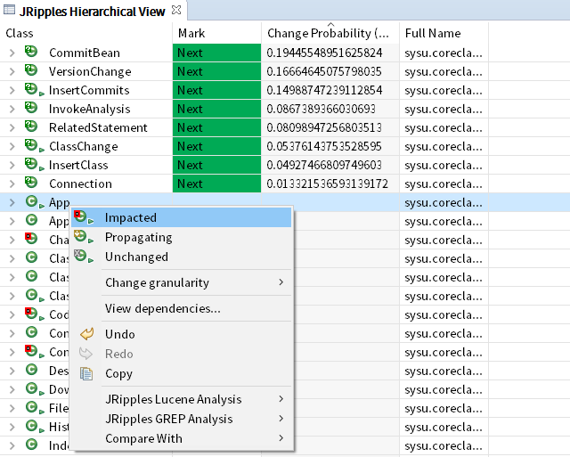 JRipples Hierarchical View
Class Mark Change Probability (... Full Name
CommitBean Next 0.19445548951625824 sysu.corecla...
VersionChange Next 0.16664645075798035 sysu.corecla...
InsertCommits Next 0.14988747239112854 sysu.corecla...
InvokeAnalysis Next 0.0867389366030693 sysu.corecla...
RelatedStatement Next 0.08098947256803513 sysu.corecla...
ClassChange Next 0.05376143753528595 sysu.corecla...
InsertClass Next 0.04927466809749603 sysu.corecla...
Connection Next 0.013321536593139172 sysu.corecla...
App sysu.corecla...
App Impacted sysu.corecla...
Cha Propagating sysu.corecla...
Clas Unchanged sysu.corecla...
Clas Change granularity sysu.corecla...
Clas sysu.corecla...
Cod View dependencies... sysu.corecla...
Con Undo sysu.corecla...
Con Redo sysu.corecla...
Des Copy sysu.corecla...
Dow JRipples Lucene Analysis sysu.corecla...
File JRipples GREP Analysis sysu.corecla...
Hist Compare With sysu.corecla...
Inde sysu.corecla...